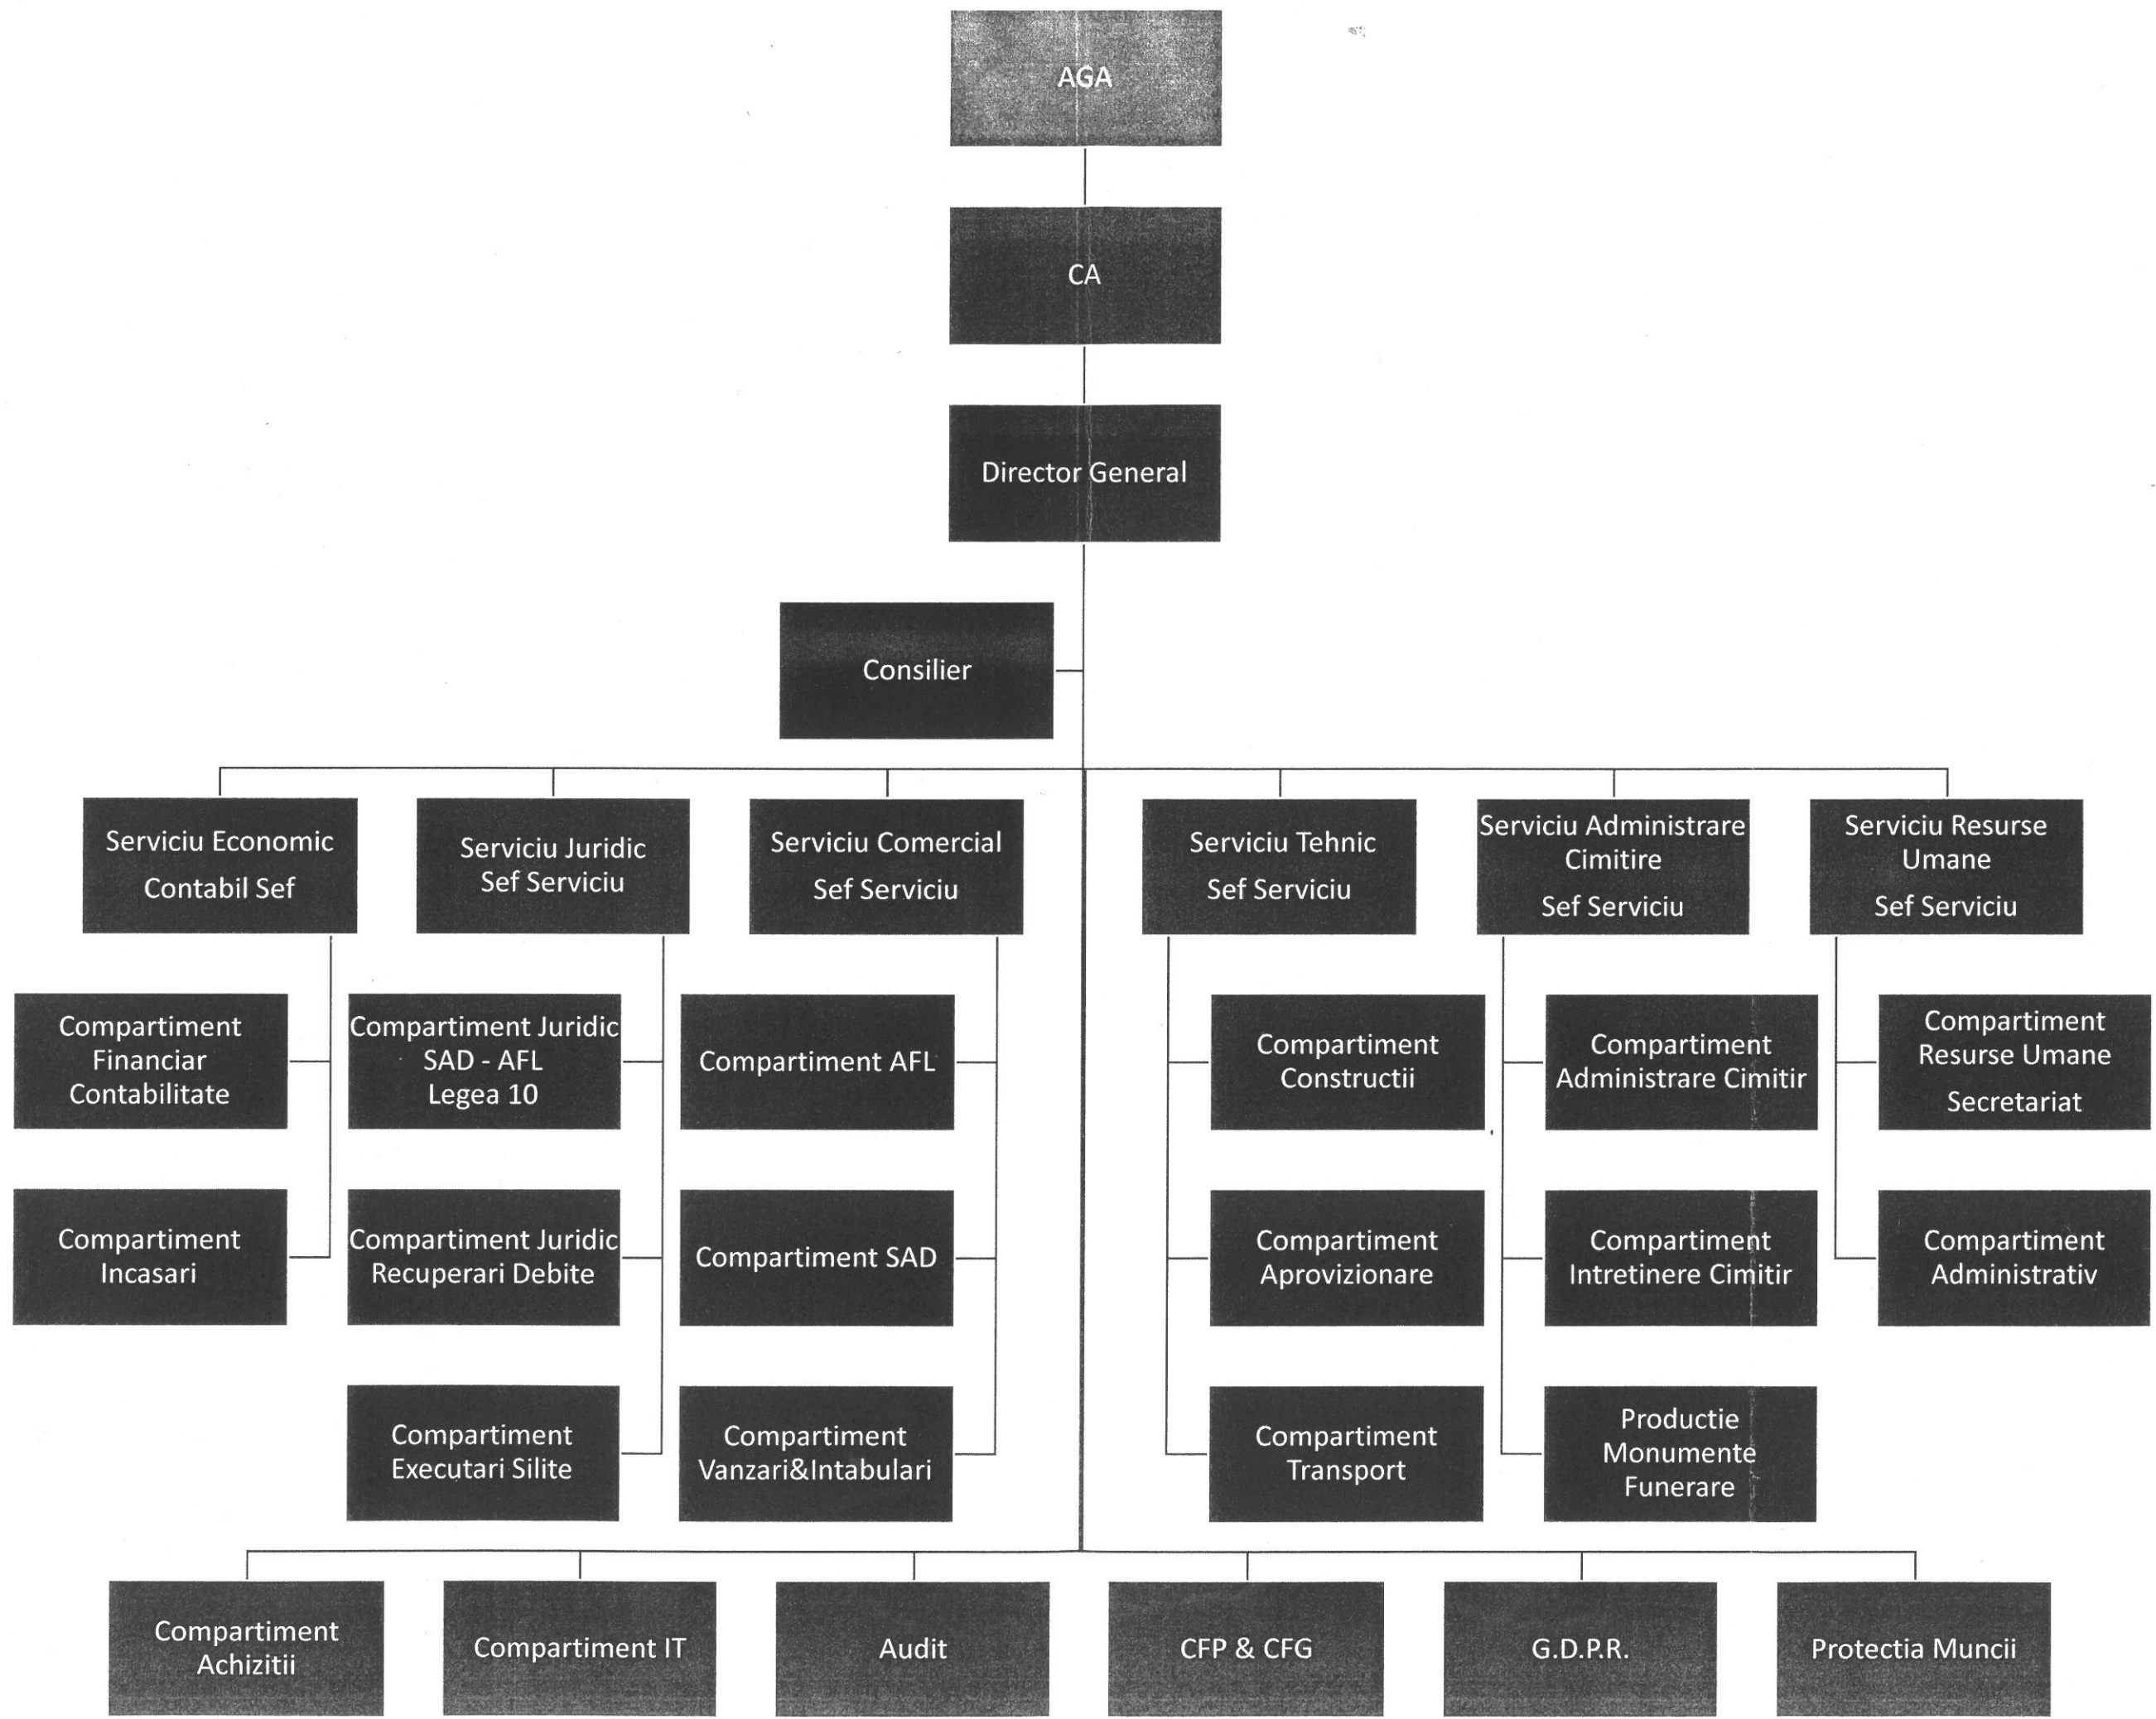 AGA
CA
Director General
Consilier
Serviciu Economic
Contabil Sef
Serviciu Juridic
Sef Serviciu
Serviciu Comercial
Sef Serviciu
Serviciu Tehnic
Sef Serviciu
Serviciu Administrare
Cimitire
Sef Serviciu
Serviciu Resurse
Umane
Sef Serviciu
Compartiment
Financiar
Contabilitate
Compartiment Juridic
SAD - AFL
Legea 10
Compartiment AFL
Compartiment
Constructii
Compartiment
Administrare Cimitir
Compartiment
Resurse Umane
Secretariat
Compartiment
Incasari
Compartiment Juridic
Recuperari Debite
Compartiment SAD
Compartiment
Aprovizionare
Compartiment
Intretinere Cimitir
Compartiment
Administrativ
Compartiment
Executari Silite
Compartiment
Vanzari&Intabulari
Compartiment
Transport
Productie
Monumente
Funerare
Compartiment
Achizitii
Compartiment IT
Audit
CFP & CFG
G.D.P.R.
Protectia Muncii